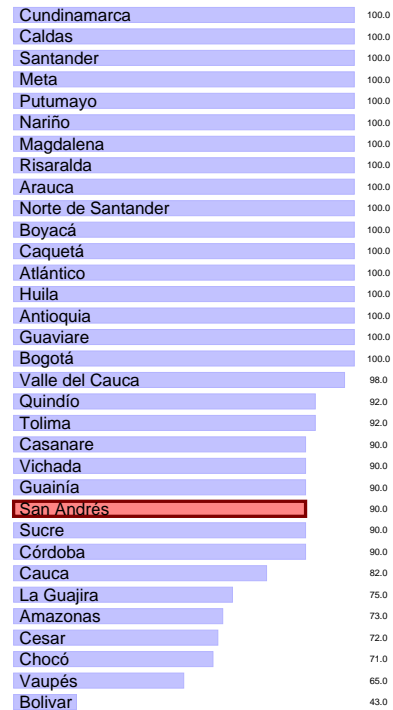 Cundinamarca 100.0
Caldas 100.0
Santander 100.0
Meta 100.0
Putumayo 100.0
Nariño 100.0
Magdalena 100.0
Risaralda 100.0
Arauca 100.0
Norte de Santander 100.0
Boyacá 100.0
Caquetá 100.0
Atlántico 100.0
Huila 100.0
Antioquia 100.0
Guaviare 100.0
Bogotá 100.0
Valle del Cauca 98.0
Quindío 92.0
Tolima 92.0
Casanare 90.0
Vichada 90.0
Guainía 90.0
San Andrés 90.0
Sucre 90.0
Córdoba 90.0
Cauca 82.0
La Guajira 75.0
Amazonas 73.0
Cesar 72.0
Chocó 71.0
Vaupés 65.0
Bolivar 43.0